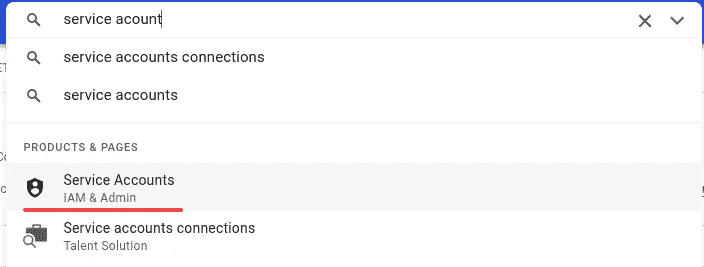 service acount
service accounts connections
service accounts
PRODUCTS & PAGES
Service Accounts
IAM & Admin
Service accounts connections
Talent Solution